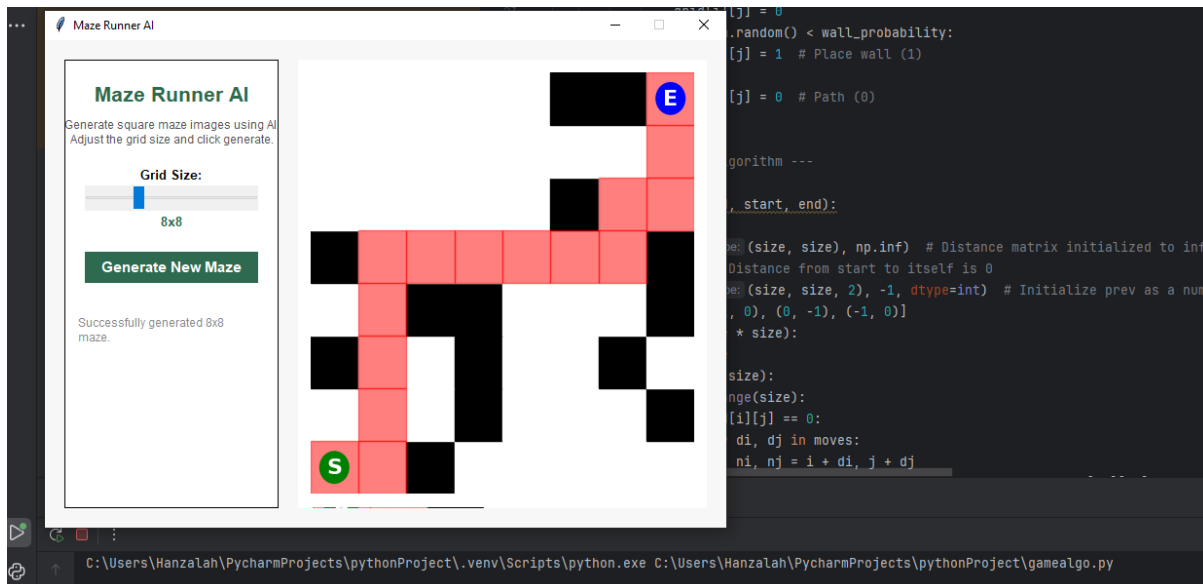 Maze Runner AI
Maze Runner AI
Generate square maze images using AI
Adjust the grid size and click generate.
Grid Size:
8x8
Generate New Maze
Successfully generated 8x8
maze.
E
S
[j] = 0
.random() < wall_probability:
[j] = 1  # Place wall (1)
[j] = 0  # Path (0)
gorithm ---
, start, end):
(size, size), np.inf)  # Distance matrix initialized to inf
Distance from start to itself is 0
(size, size, 2), -1, dtype=int)  # Initialize prev as a num
, 0), (0, -1), (-1, 0)]
* size):
size):
nge(size):
[i][j] == 0:
di, dj in moves:
ni, nj = i + di, j + dj
C:\Users\Hanzalah\PycharmProjects\pythonProject\.venv\Scripts\python.exe C:\Users\Hanzalah\PycharmProjects\pythonProject\gamealgo.py